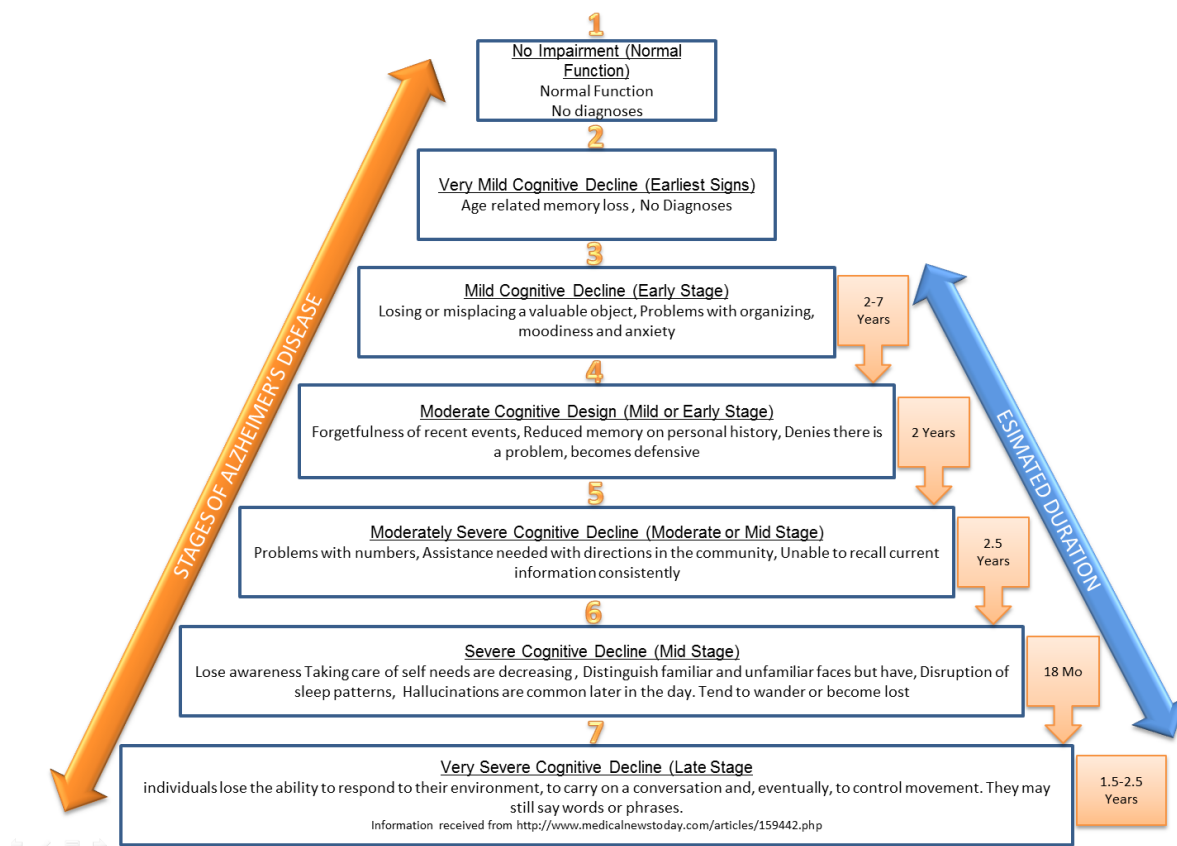 1
No Impairment (Normal
Function)
Normal Function
No diagnoses
2
Very Mild Cognitive Decline (Earliest Signs)
Age related memory loss , No Diagnoses
3
Mild Cognitive Decline (Early Stage)
Losing or misplacing a valuable object, Problems with organizing,
moodiness and anxiety
2-7
Years
4
Moderate Cognitive Design (Mild or Early Stage)
Forgetfulness of recent events, Reduced memory on personal history, Denies there is
a problem, becomes defensive
2 Years
5
Moderately Severe Cognitive Decline (Moderate or Mid Stage)
Problems with numbers, Assistance needed with directions in the community, Unable to recall current
information consistently
2.5
Years
6
Severe Cognitive Decline (Mid Stage)
Lose awareness Taking care of self needs are decreasing , Distinguish familiar and unfamiliar faces but have, Disruption of
sleep patterns, Hallucinations are common later in the day. Tend to wander or become lost
18 Mo
7
Very Severe Cognitive Decline (Late Stage
individuals lose the ability to respond to their environment, to carry on a conversation and, eventually, to control movement. They may
still say words or phrases.
Information received from http://www.medicalnewstoday.com/articles/159442.php
1.5-2.5
Years
STAGES OF ALZHEIMER'S DISEASE
ESIMATED DURATION